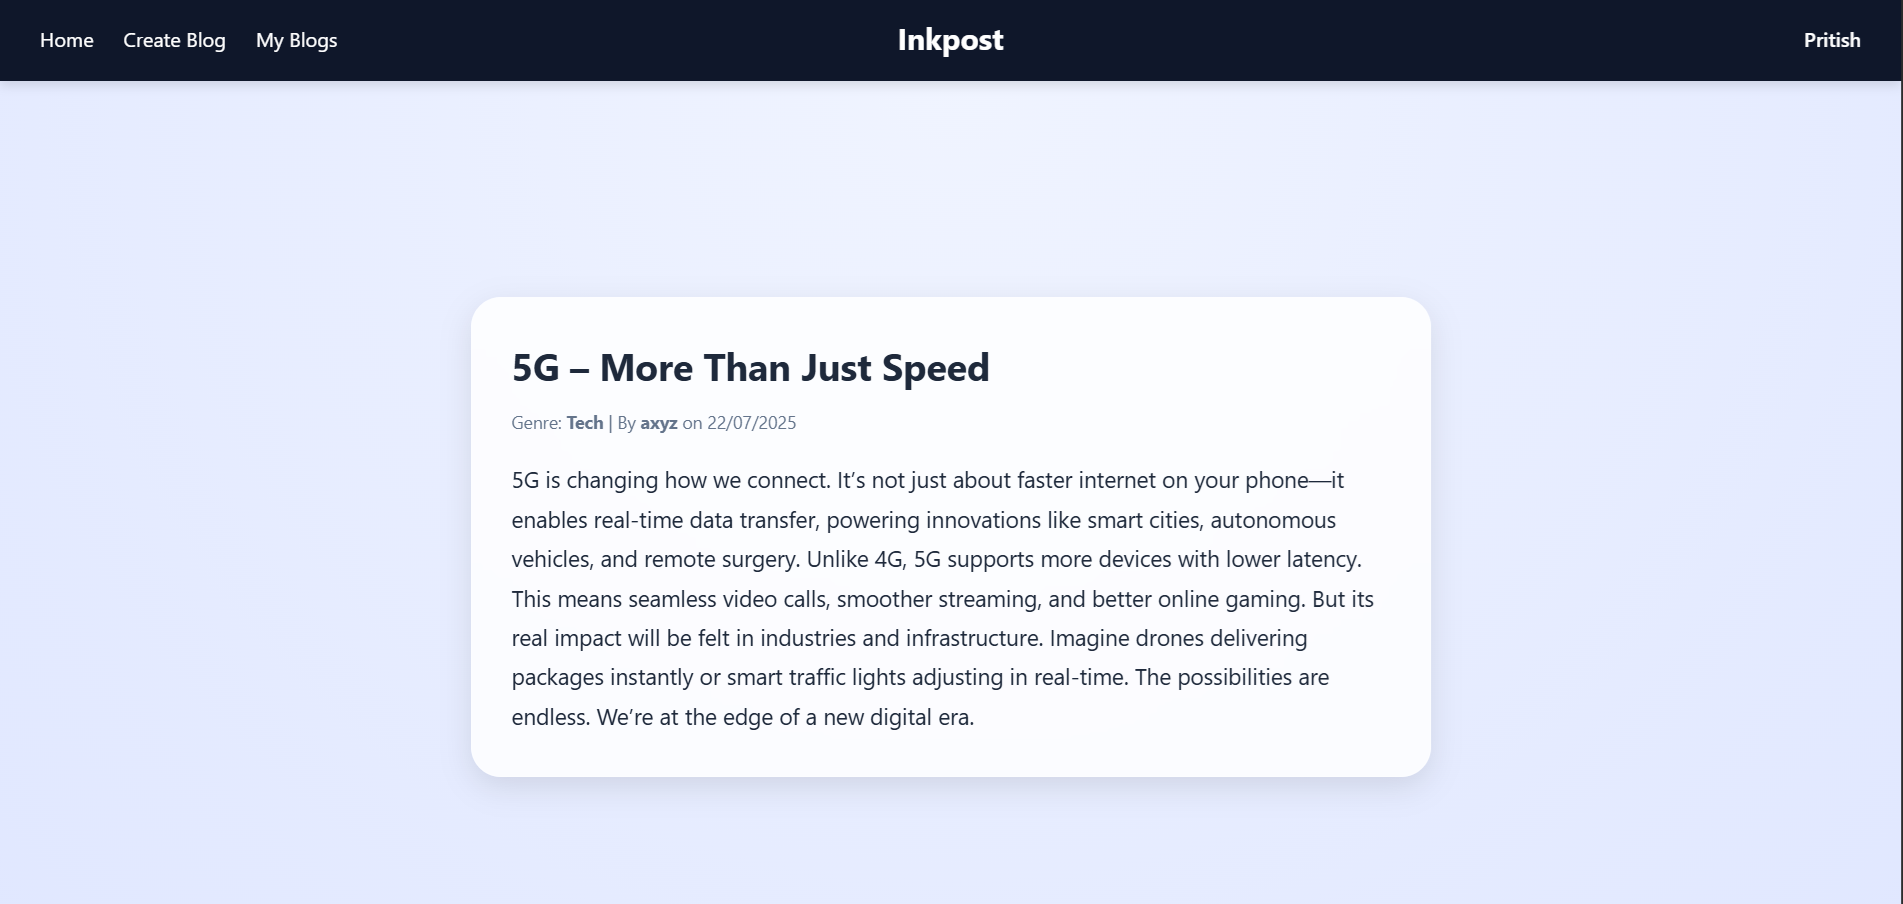 Home Create Blog My Blogs Inkpost Pritish
5G – More Than Just Speed
Genre: Tech | By axyz on 22/07/2025
5G is changing how we connect. It’s not just about faster internet on your phone—it
enables real-time data transfer, powering innovations like smart cities, autonomous
vehicles, and remote surgery. Unlike 4G, 5G supports more devices with lower latency.
This means seamless video calls, smoother streaming, and better online gaming. But its
real impact will be felt in industries and infrastructure. Imagine drones delivering
packages instantly or smart traffic lights adjusting in real-time. The possibilities are
endless. We’re at the edge of a new digital era.